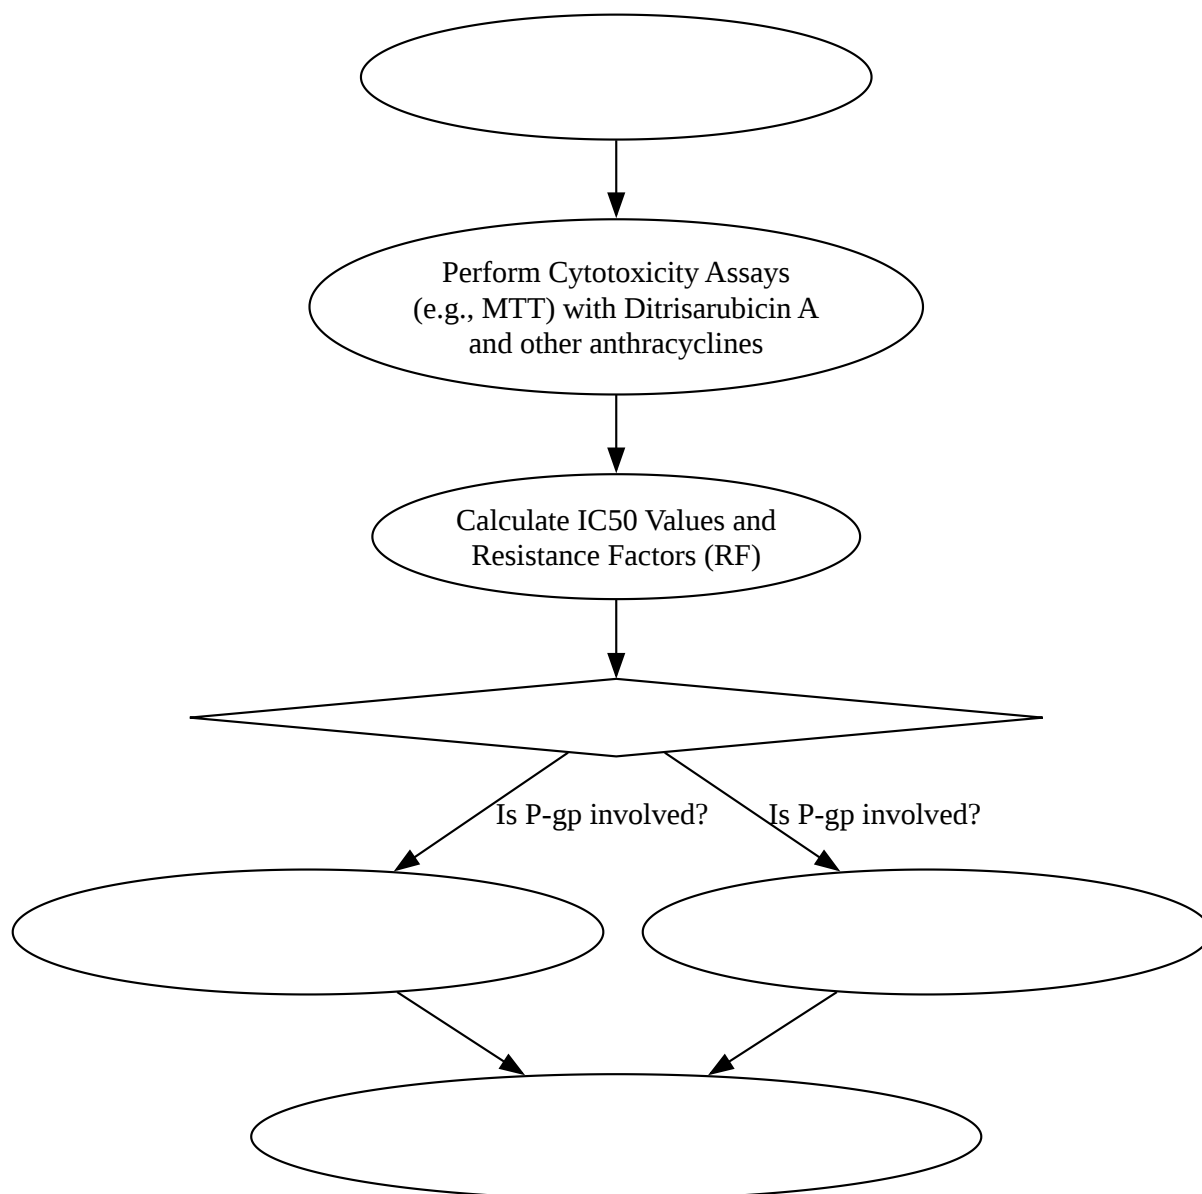 Perform Cytotoxicity Assays
(e.g., MTT) with Ditrisarubicin A
and other anthracyclines
Calculate IC50 Values and
Resistance Factors (RF)
Is P-gp involved?
Is P-gp involved?